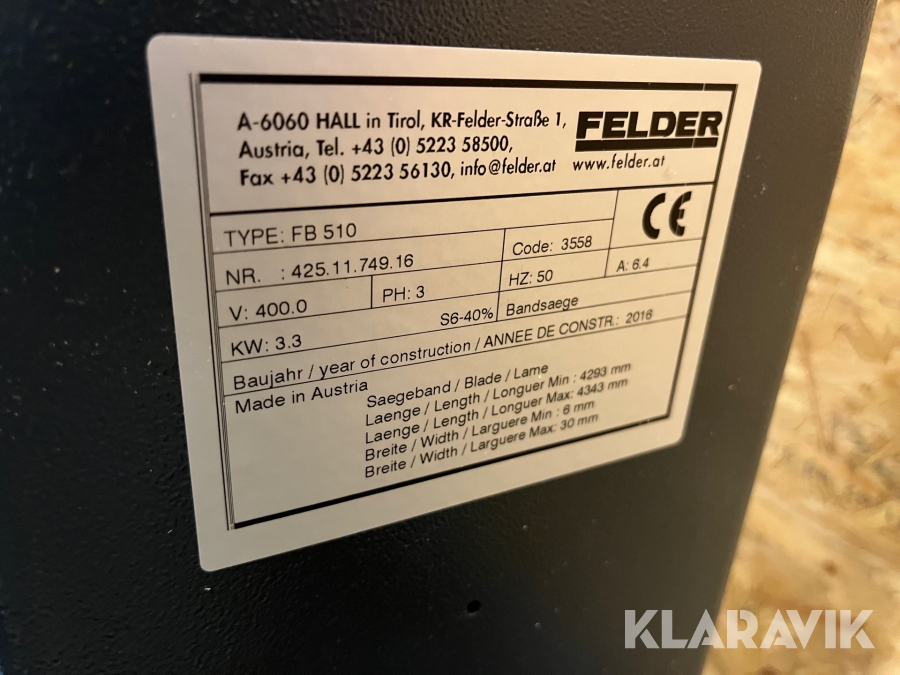 A-6060 HALL in Tirol, KR-Felder-Straße 1,
Austria, Tel. +43 (0) 5223 58500,
Fax +43 (0) 5223 56130, info@felder.at
FELDER
www.felder.at
TYPE: FB 510
CE
NR. : 425.11.749.16
Code: 3558
V: 400.0
PH: 3
HZ: 50
A: 6.4
KW: 3.3
S6-40%
Bandsaege
Baujahr / year of construction / ANNEE DE CONSTR.: 2016
Made in Austria
Saegeband / Blade / Lame
Laenge / Length / Longuer Min : 4293 mm
Laenge / Length / Longuer Max: 4343 mm
Breite / Width / Larguere Min : 6 mm
Breite / Width / Larguere Max: 30 mm
KLARAVIK